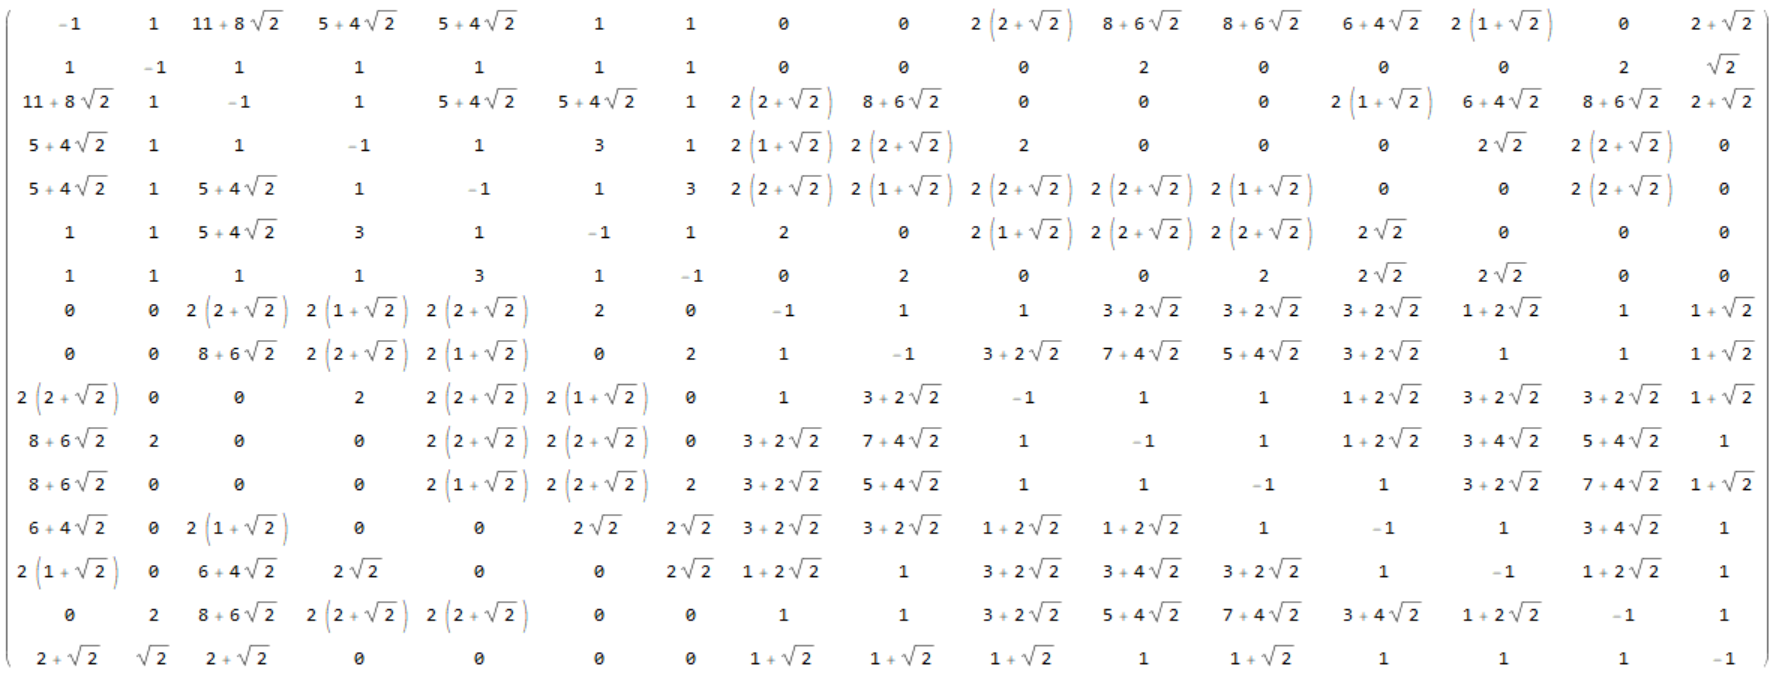 -1 1 11 + 8 √2 5 + 4 √2 5 + 4 √2 1 1 0 0 2 (2 + √2) 8 + 6 √2 8 + 6 √2 6 + 4 √2 2 (1 + √2) 0 2 + √2
1 -1 1 1 1 1 1 0 0 0 2 0 0 0 2 √2
11 + 8 √2 1 -1 1 5 + 4 √2 5 + 4 √2 1 2 (2 + √2) 8 + 6 √2 0 0 0 2 (1 + √2) 6 + 4 √2 8 + 6 √2 2 + √2
5 + 4 √2 1 1 -1 1 3 1 2 (1 + √2) 2 (2 + √2) 2 0 0 0 2 √2 2 (2 + √2) 0
5 + 4 √2 1 5 + 4 √2 1 -1 1 3 2 (2 + √2) 2 (1 + √2) 2 (2 + √2) 2 (2 + √2) 2 (1 + √2) 0 0 2 (2 + √2) 0
1 1 5 + 4 √2 3 1 -1 1 2 0 2 (1 + √2) 2 (2 + √2) 2 (2 + √2) 2 √2 0 0 0
1 1 1 1 3 1 -1 0 2 0 0 2 2 √2 2 √2 0 0
0 0 2 (2 + √2) 2 (1 + √2) 2 (2 + √2) 2 0 -1 1 1 3 + 2 √2 3 + 2 √2 3 + 2 √2 1 + 2 √2 1 1 + √2
0 0 8 + 6 √2 2 (2 + √2) 2 (1 + √2) 0 2 1 -1 3 + 2 √2 7 + 4 √2 5 + 4 √2 3 + 2 √2 1 1 1 + √2
2 (2 + √2) 0 0 2 2 (2 + √2) 2 (1 + √2) 0 1 3 + 2 √2 -1 1 1 1 + 2 √2 3 + 2 √2 3 + 2 √2 1 + √2
8 + 6 √2 2 0 0 2 (2 + √2) 2 (2 + √2) 0 3 + 2 √2 7 + 4 √2 1 -1 1 1 + 2 √2 3 + 4 √2 5 + 4 √2 1
8 + 6 √2 0 0 0 2 (1 + √2) 2 (2 + √2) 2 3 + 2 √2 5 + 4 √2 1 1 -1 1 3 + 2 √2 7 + 4 √2 1 + √2
6 + 4 √2 0 2 (1 + √2) 0 0 2 √2 2 √2 3 + 2 √2 3 + 2 √2 1 + 2 √2 1 + 2 √2 1 -1 1 3 + 4 √2 1
2 (1 + √2) 0 6 + 4 √2 2 √2 0 0 2 √2 1 + 2 √2 1 3 + 2 √2 3 + 4 √2 3 + 2 √2 1 -1 1 + 2 √2 1
0 2 8 + 6 √2 2 (2 + √2) 2 (2 + √2) 0 0 1 1 3 + 2 √2 5 + 4 √2 7 + 4 √2 3 + 4 √2 1 + 2 √2 -1 1
2 + √2 √2 2 + √2 0 0 0 0 1 + √2 1 + √2 1 + √2 1 1 + √2 1 1 1 -1